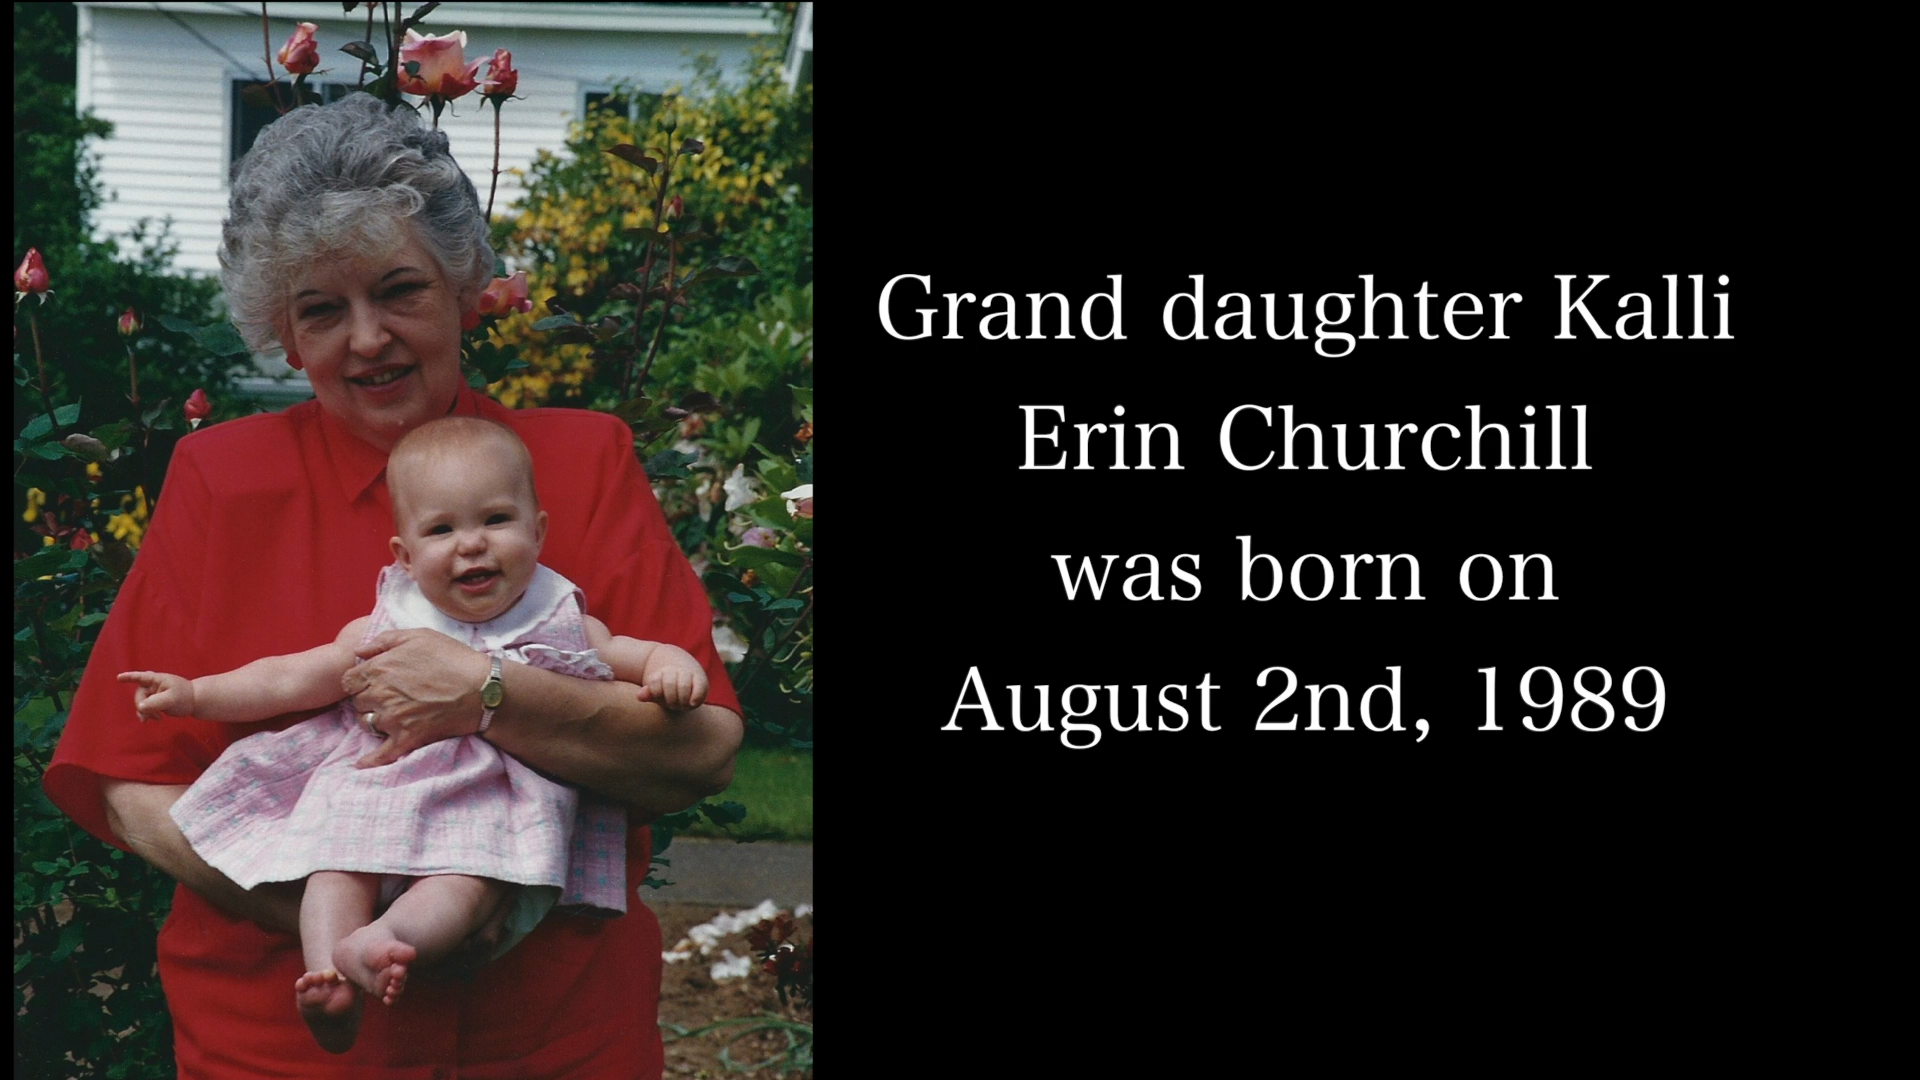 Grand daughter Kalli
Erin Churchill
was born on
August 2nd, 1989